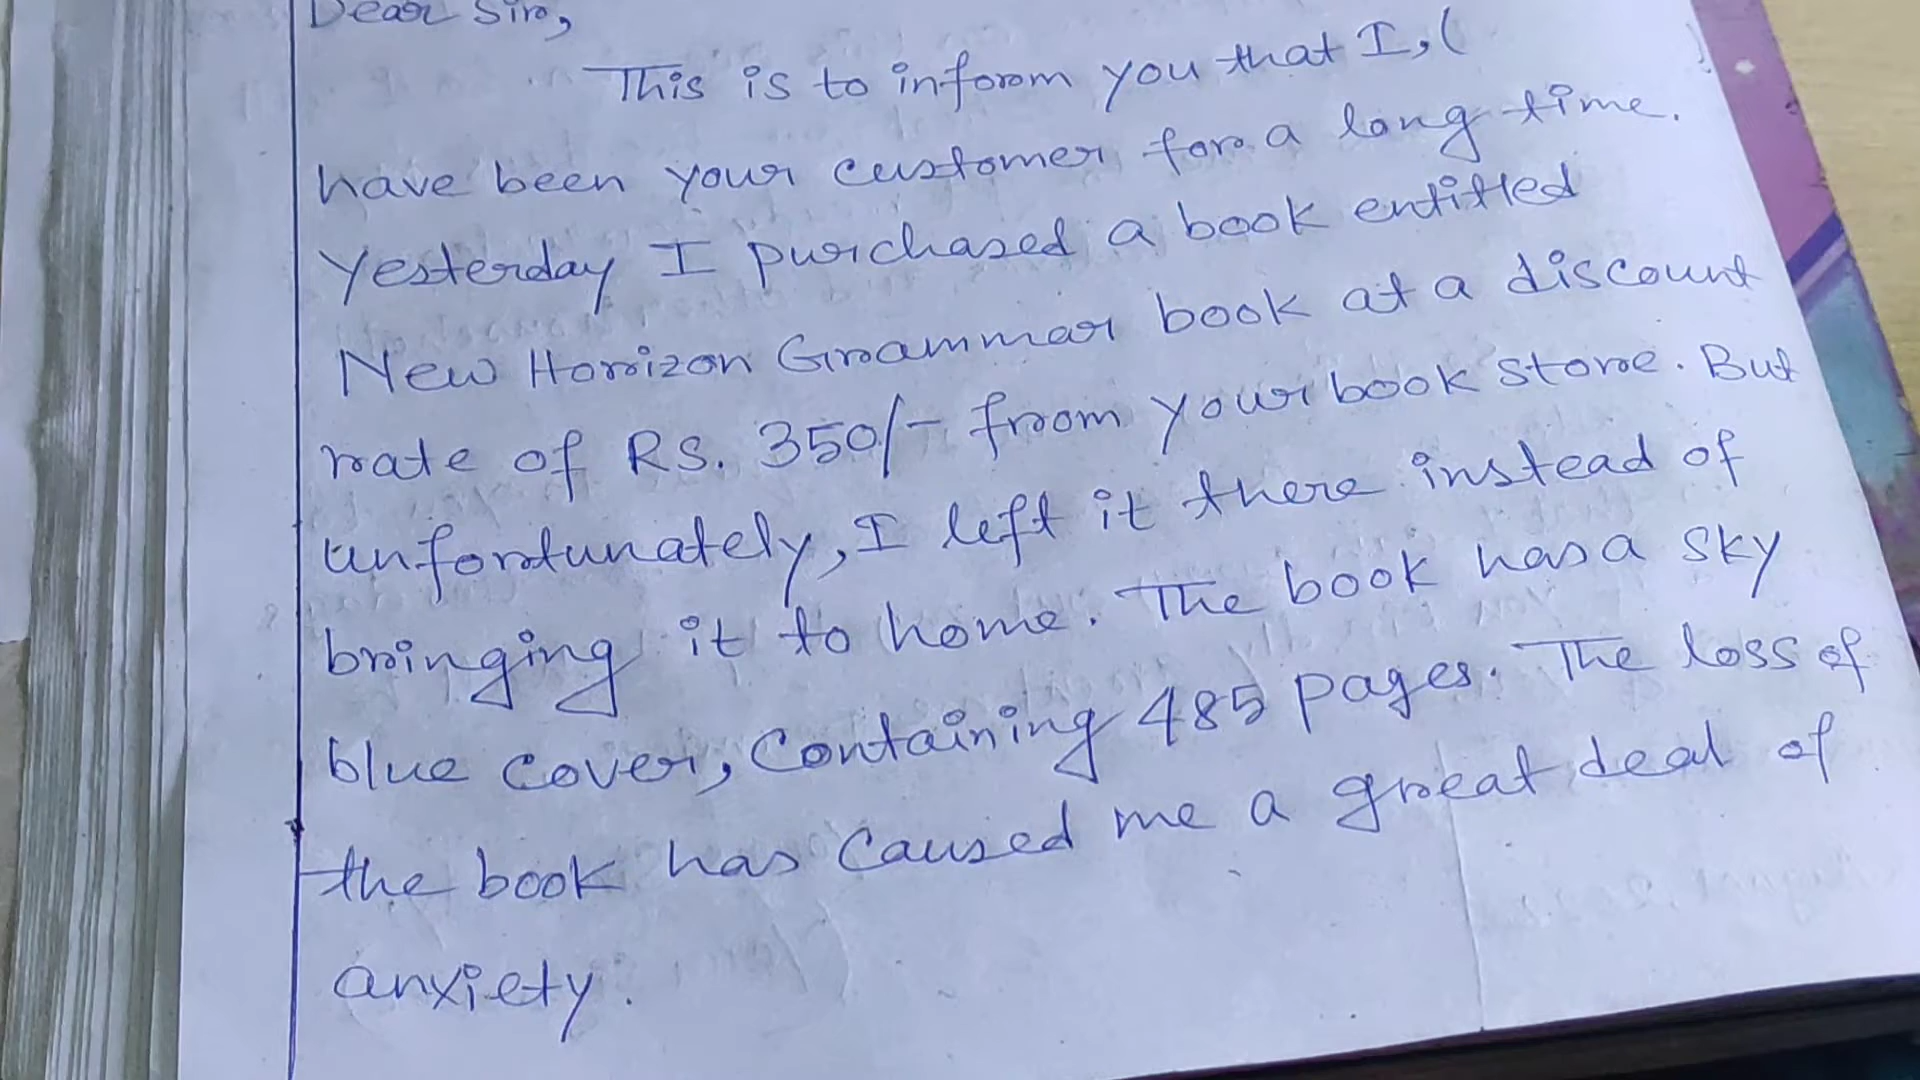 Dear Sir,
This is to inform you that I, (
have been your customer for a long time.
Yesterday I purchased a book entitled
New Horizon Grammar book at a discount
rate of RS. 350/- from your book store. But
unfortunately, I left it there instead of
bringing it to home. The book has a sky
blue cover, Containing 485 pages. The loss of
the book has caused me a great deal of
anxiety.